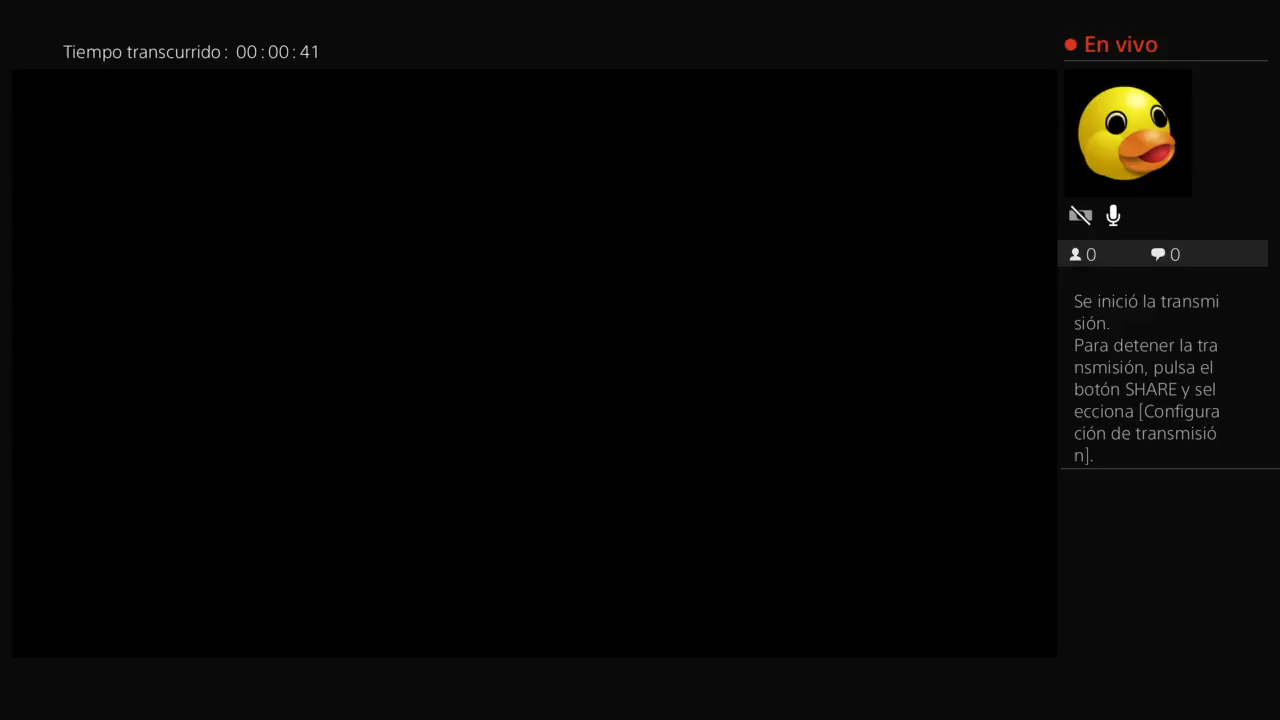 Tiempo transcurrido : 00 : 00 : 41
En vivo
0
0
Se inició la transmi
sión.
Para detener la tra
nsmisión, pulsa el
botón SHARE y sel
ecciona [Configura
ción de transmisió
n].